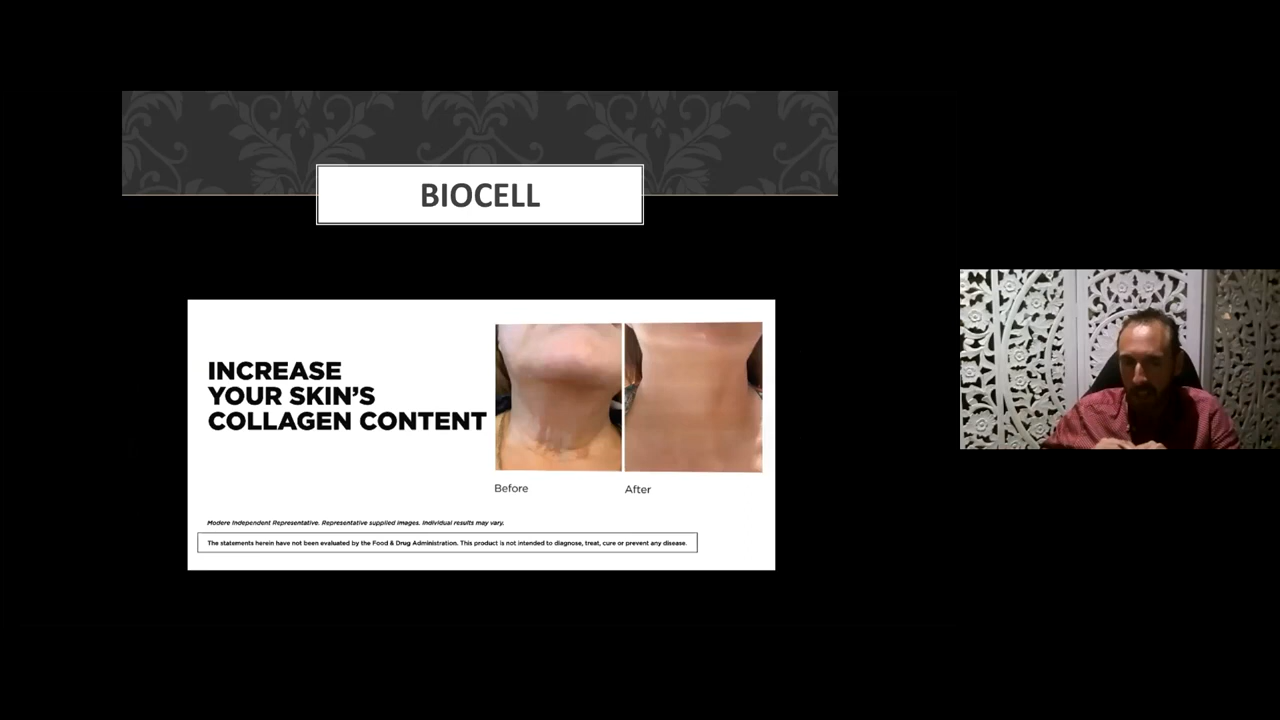 BIOCELL
INCREASE
YOUR SKIN'S
COLLAGEN CONTENT
Before
After
Modere Independent Representative. Representative supplied images. Individual results may vary.
The statements herein have not been evaluated by the Food & Drug Administration. This product is not intended to diagnose, treat, cure or prevent any disease.